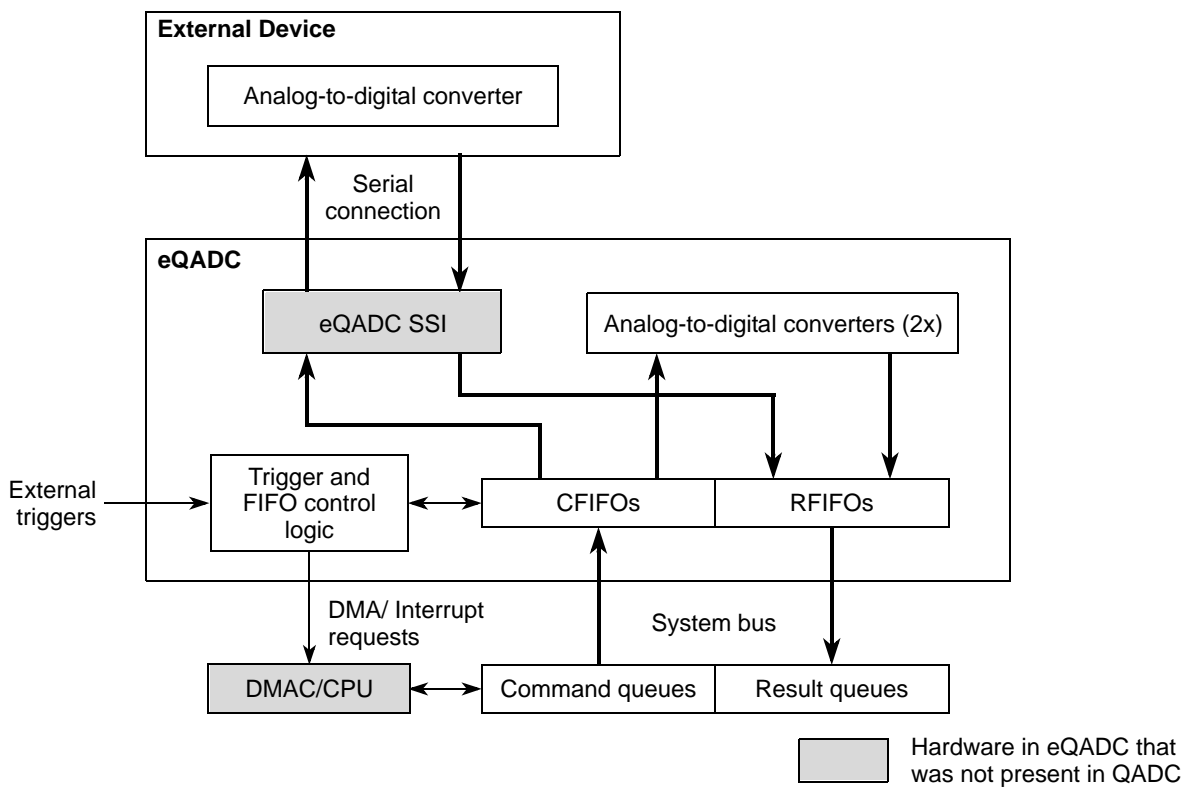 External Device
Analog-to-digital converter
Serial
connection
eQADC
eQADC SSI
Analog-to-digital converters (2x)
External
triggers
Trigger and
FIFO control
logic
CFIFOs
RFIFOs
DMA/ Interrupt
requests
System bus
DMAC/CPU
Command queues
Result queues
Hardware in eQADC that
was not present in QADC